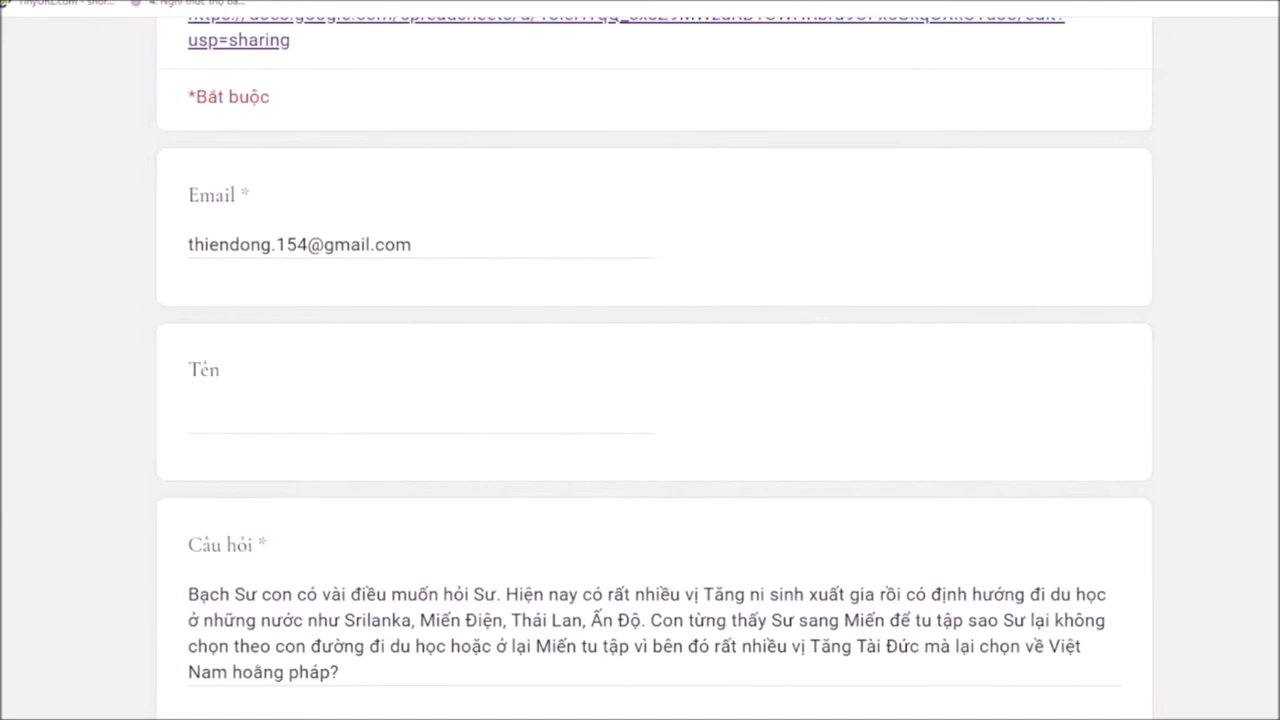 usp=sharing
*Bắt buộc
Email *
thiendong.154@gmail.com
Tên
Câu hỏi *
Bạch Sư con có vài điều muốn hỏi Sư. Hiện nay có rất nhiều vị Tăng ni sinh xuất gia rồi có định hướng đi du học
ở những nước như Srilanka, Miến Điện, Thái Lan, Ấn Độ. Con từng thấy Sư sang Miến để tu tập sao Sư lại không
chọn theo con đường đi du học hoặc ở lại Miến tu tập vì bên đó rất nhiều vị Tăng Tài Đức mà lại chọn về Việt
Nam hoằng pháp?